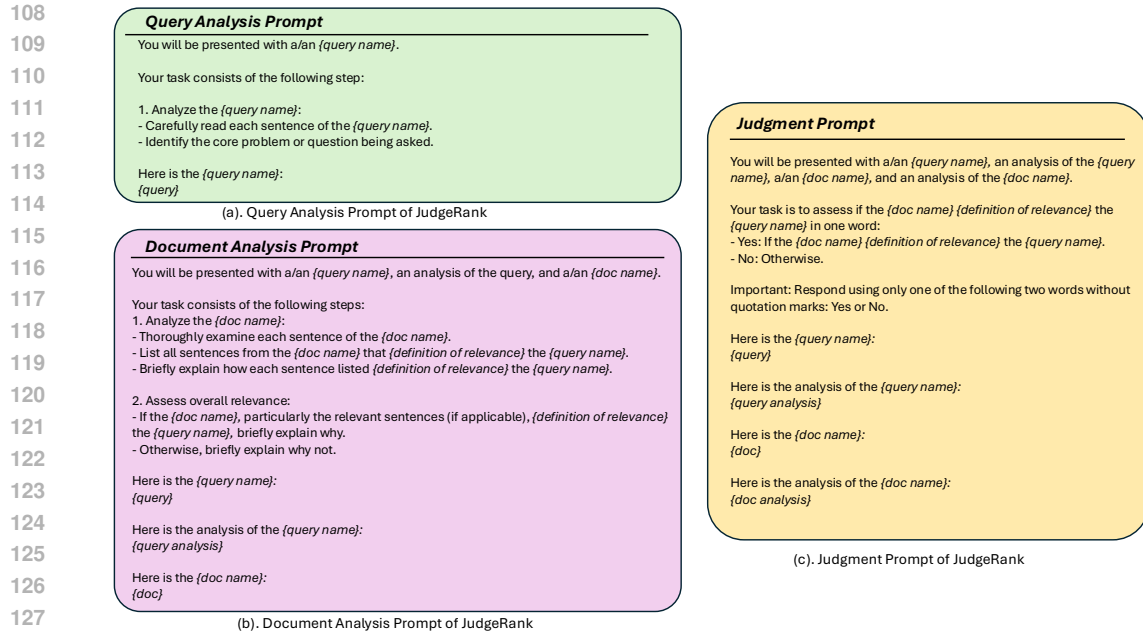 108
109
110
111
112
113
114
115
116
117
118
119
120
121
122
123
124
125
126
127
Query Analysis Prompt
You will be presented with a/an {query name}.
Your task consists of the following step:
1. Analyze the {query name}:
- Carefully read each sentence of the {query name}.
- Identify the core problem or question being asked.
Here is the {query name}:
{query}
(a). Query Analysis Prompt of JudgeRank
Document Analysis Prompt
You will be presented with a/an {query name}, an analysis of the query, and a/an {doc name}.
Your task consists of the following steps:
1. Analyze the {doc name}:
- Thoroughly examine each sentence of the {doc name}.
- List all sentences from the {doc name} that {definition of relevance} the {query name}.
- Briefly explain how each sentence listed {definition of relevance} the {query name}.
2. Assess overall relevance:
- If the {doc name}, particularly the relevant sentences (if applicable), {definition of relevance}
the {query name}, briefly explain why.
- Otherwise, briefly explain why not.
Here is the {query name}:
{query}
Here is the analysis of the {query name}:
{query analysis}
Here is the {doc name}:
{doc}
(b). Document Analysis Prompt of JudgeRank
Judgment Prompt
You will be presented with a/an {query name}, an analysis of the {query
name}, a/an {doc name}, and an analysis of the {doc name}.
Your task is to assess if the {doc name} {definition of relevance} the
{query name} in one word:
- Yes: If the {doc name} {definition of relevance} the {query name}.
- No: Otherwise.
Important: Respond using only one of the following two words without
quotation marks: Yes or No.
Here is the {query name}:
{query}
Here is the analysis of the {query name}:
{query analysis}
Here is the {doc name}:
{doc}
Here is the analysis of the {doc name}:
{doc analysis}
(c). Judgment Prompt of JudgeRank